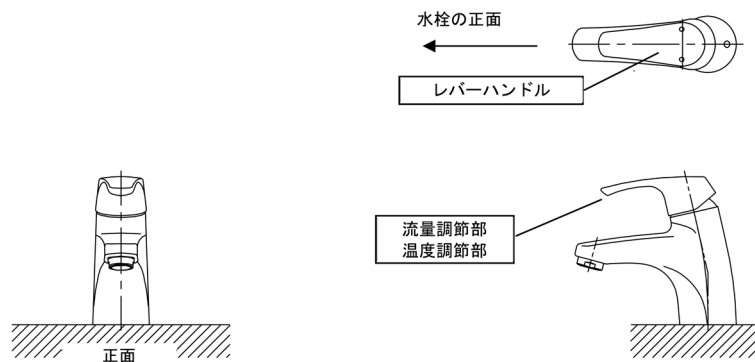 水栓の正面
レバーハンドル
流量調節部
温度調節部
正面